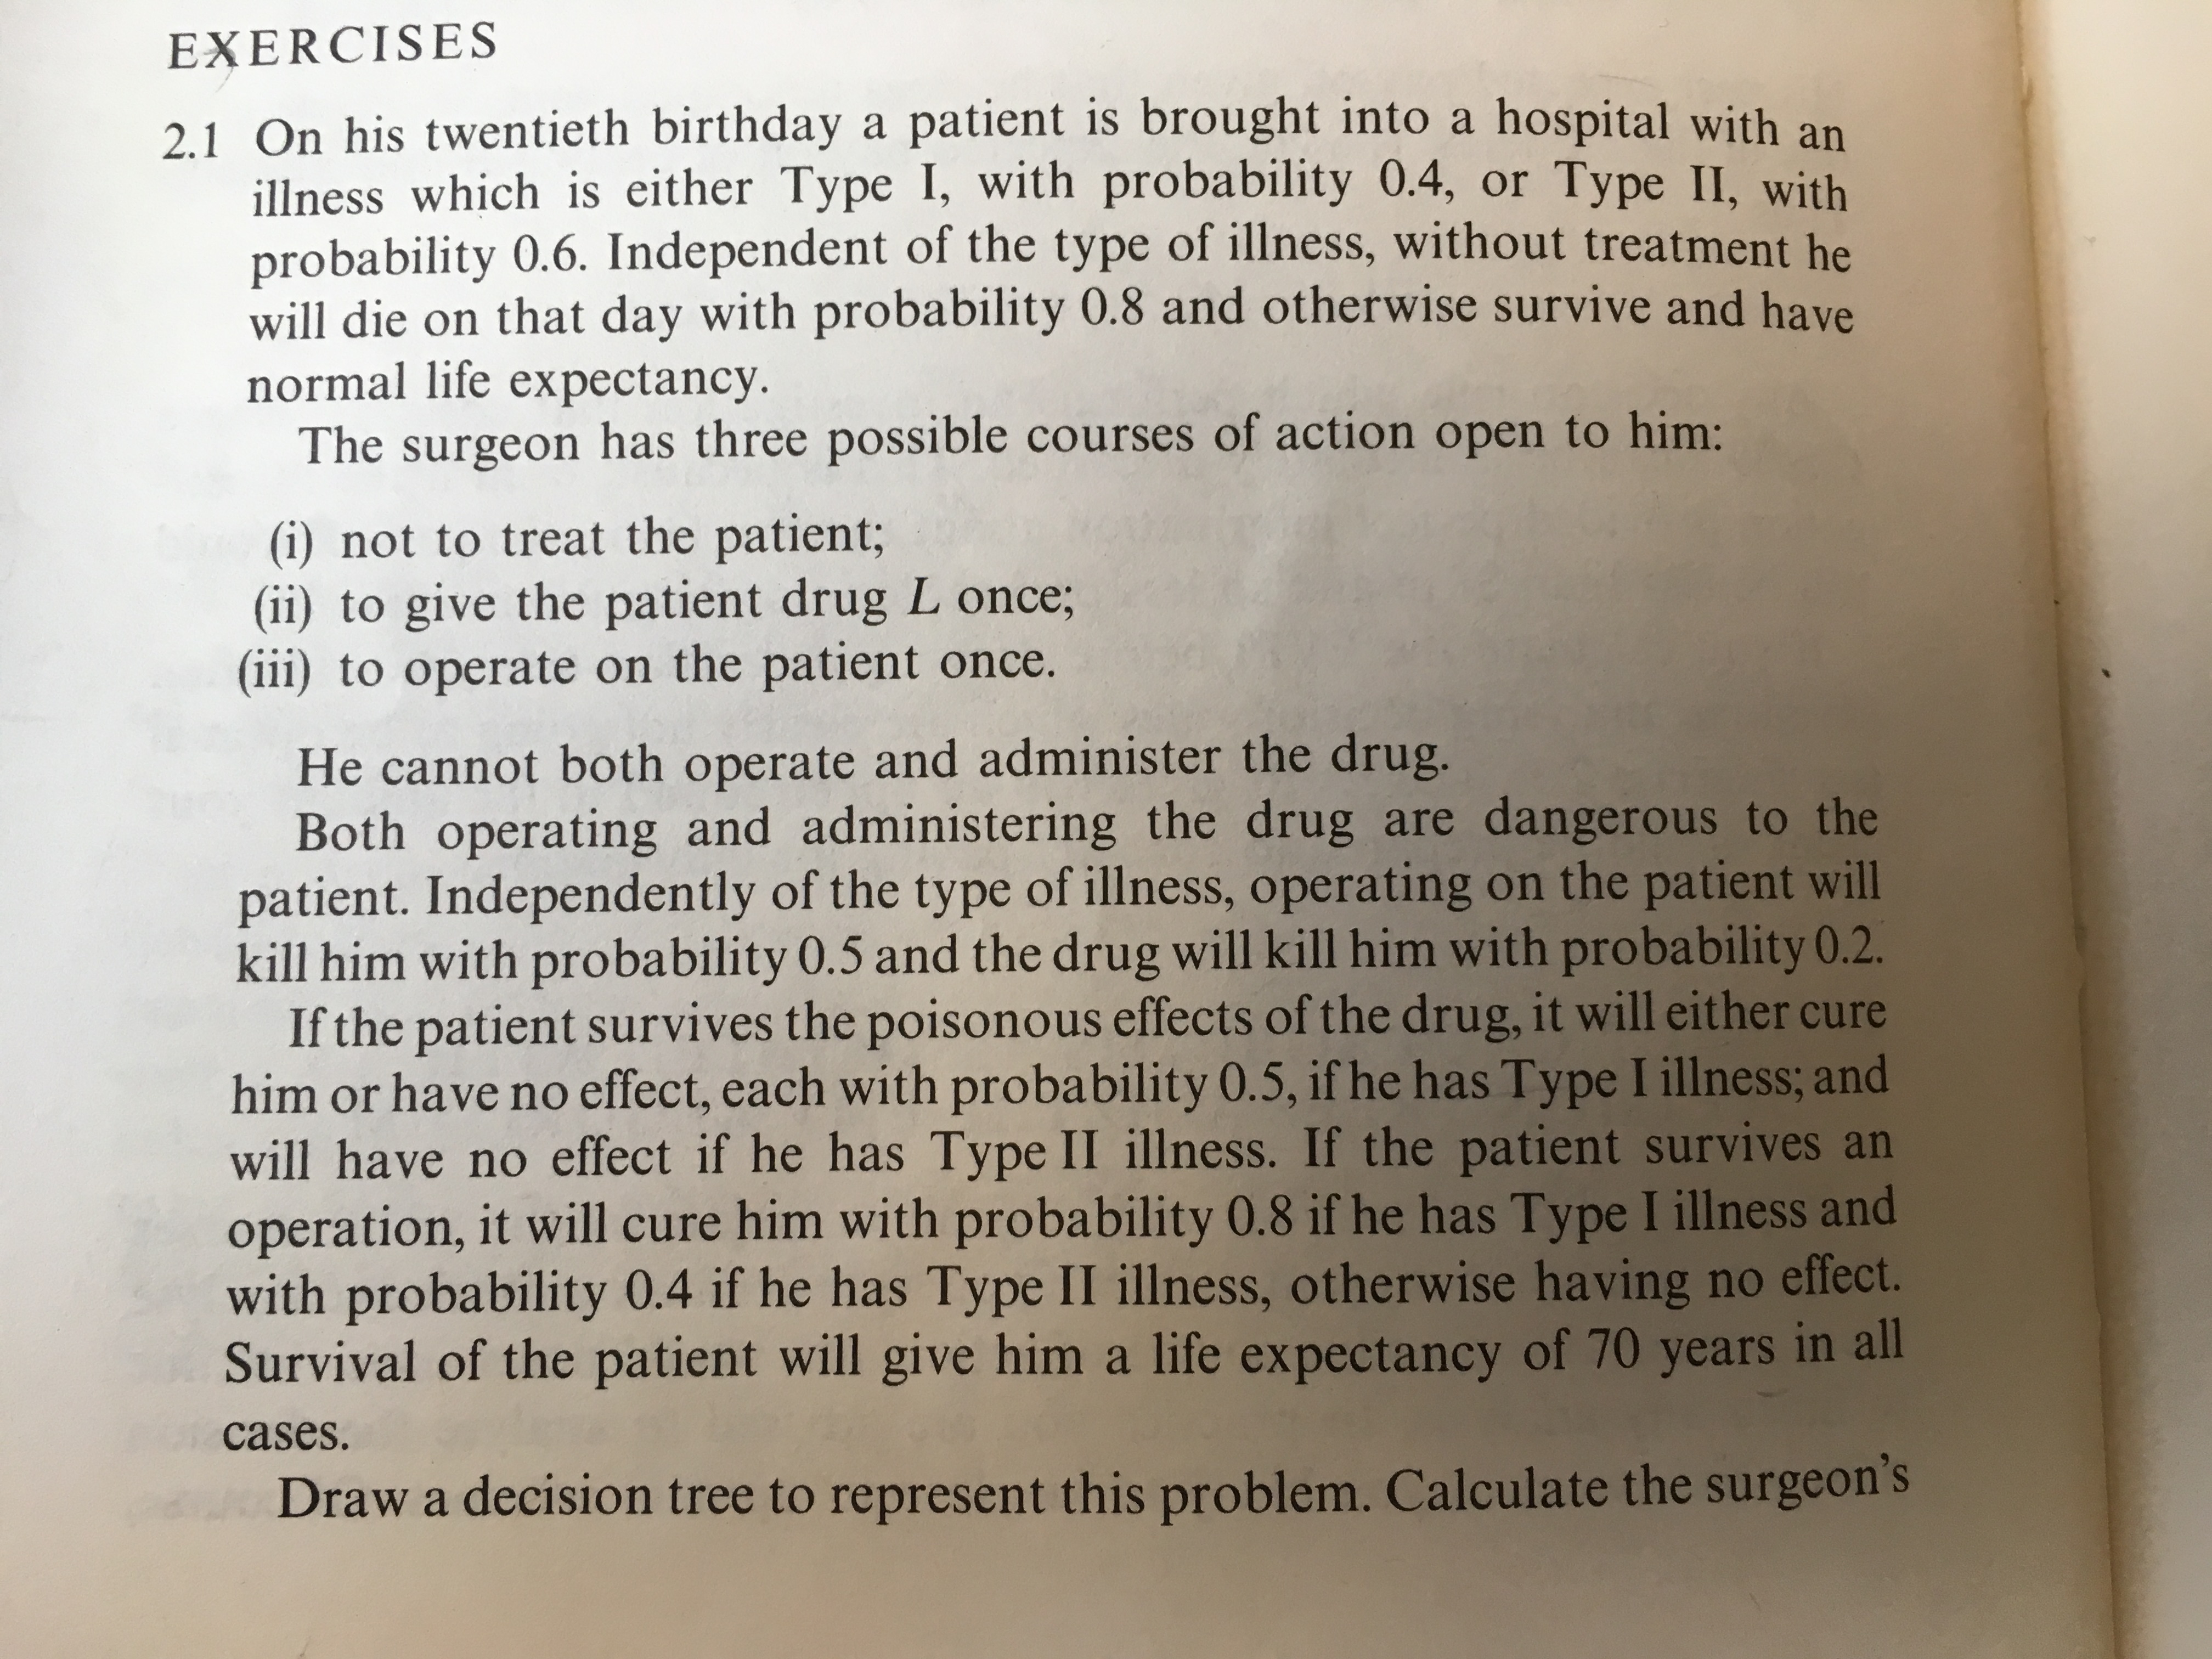 EXERCISES
2.1 On his twentieth birthday a patient is brought into a hospital with an
illness which is either Type I, with probability 0.4, or Type II, with
probability 0.6. Independent of the type of illness, without treatment he
will die on that day with probability 0.8 and otherwise survive and have
normal life expectancy.
The surgeon has three possible courses of action open to him:
(i) not to treat the patient;
(ii) to give the patient drug L once;
(iii) to operate on the patient once.
He cannot both operate and administer the drug.
Both operating and administering the drug are dangerous to the
patient. Independently of the type of illness, operating on the patient will
kill him with probability 0.5 and the drug will kill him with probability 0.2.
If the patient survives the poisonous effects of the drug, it will either cure
him or have no effect, each with probability 0.5, if he has Type I illness; and
will have no effect if he has Type II illness. If the patient survives an
operation, it will cure him with probability 0.8 if he has Type I illness and
with probability 0.4 if he has Type II illness, otherwise having no effect.
Survival of the patient will give him a life expectancy of 70 years in all
cases.
Draw a decision tree to represent this problem. Calculate the surgeon's